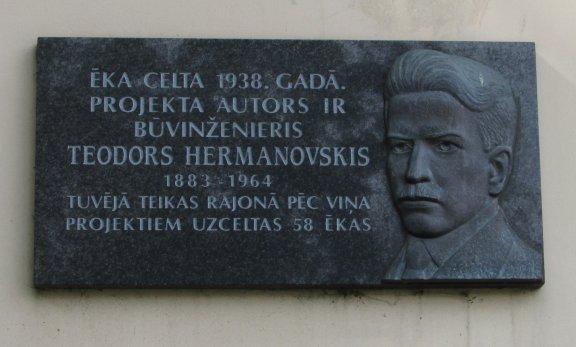 ĒKA CELTA 1938. GADĀ.
PROJEKTA AUTORS IR
BŪVINŽENIERIS
TEODORS HERMANOVSKIS
1883-1964
TUVĒJĀ TEIKAS RAJONĀ PĒC VIŅA
PROJEKTIEM UZCELTAS 58 ĒKAS